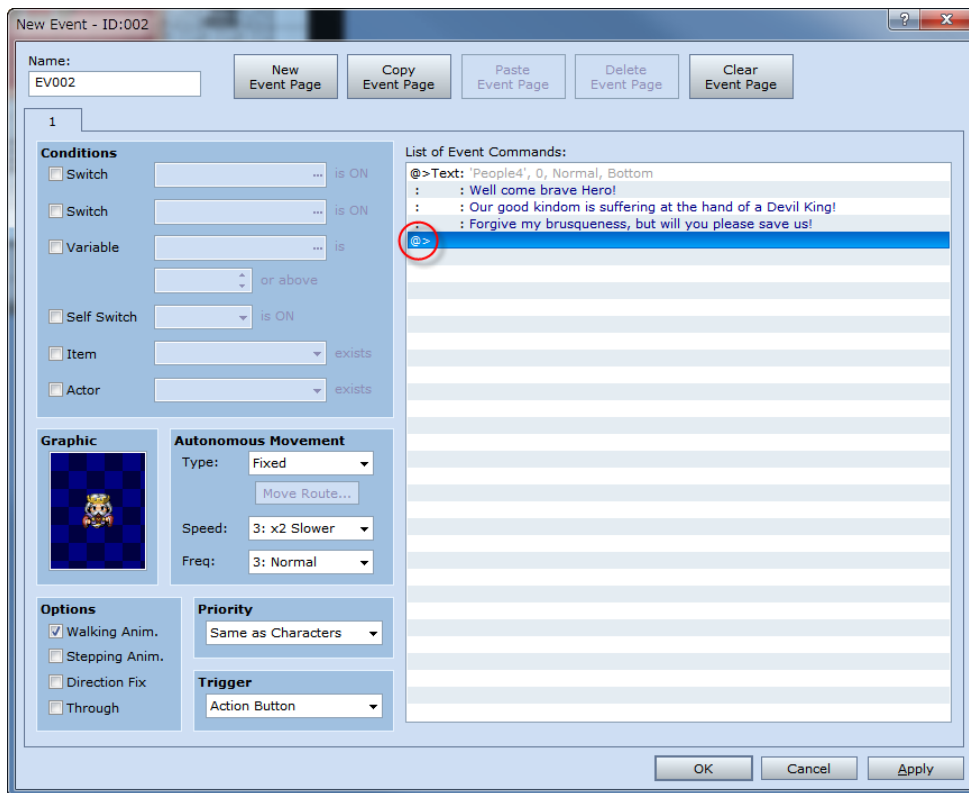 New Event - ID:002
Name:
EV002
New Event Page
Copy Event Page
Paste Event Page
Delete Event Page
Clear Event Page
1
Conditions
Switch ... is ON
Switch ... is ON
Variable ... is
or above
Self Switch is ON
Item exists
Actor exists
Graphic
Autonomous Movement
Type: Fixed
Move Route...
Speed: 3: x2 Slower
Freq: 3: Normal
Options
Walking Anim.
Stepping Anim.
Direction Fix
Through
Priority
Same as Characters
Trigger
Action Button
List of Event Commands:
@>Text: 'People4', 0, Normal, Bottom
: : Well come brave Hero!
: : Our good kindom is suffering at the hand of a Devil King!
: : Forgive my brusqueness, but will you please save us!
@>
OK
Cancel
Apply